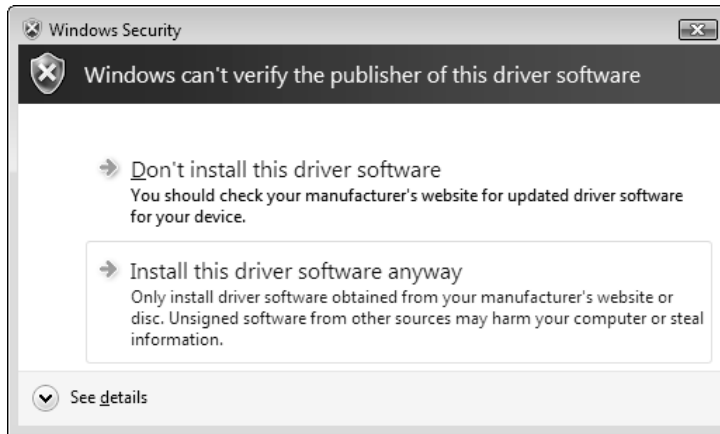 Windows Security
Windows can't verify the publisher of this driver software
Don't install this driver software
You should check your manufacturer's website for updated driver software
for your device.
Install this driver software anyway
Only install driver software obtained from your manufacturer's website or
disc. Unsigned software from other sources may harm your computer or steal
information.
See details